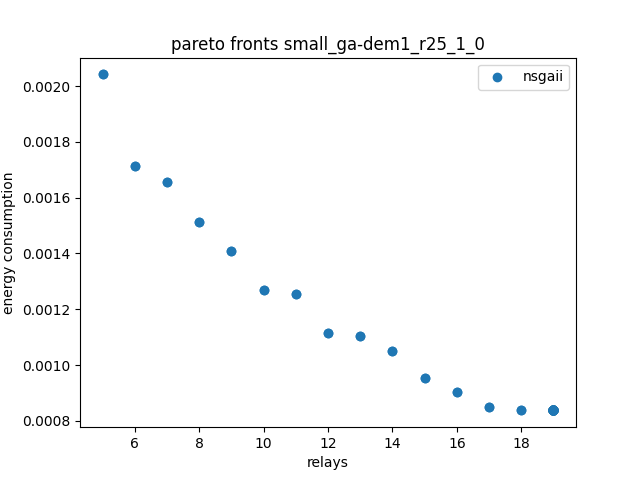 pareto fronts small_ga-dem1_r25_1_0
nsgaii
energy consumption
0.0020
0.0018
0.0016
0.0014
0.0012
0.0010
0.0008
6 8 10 12 14 16 18
relays